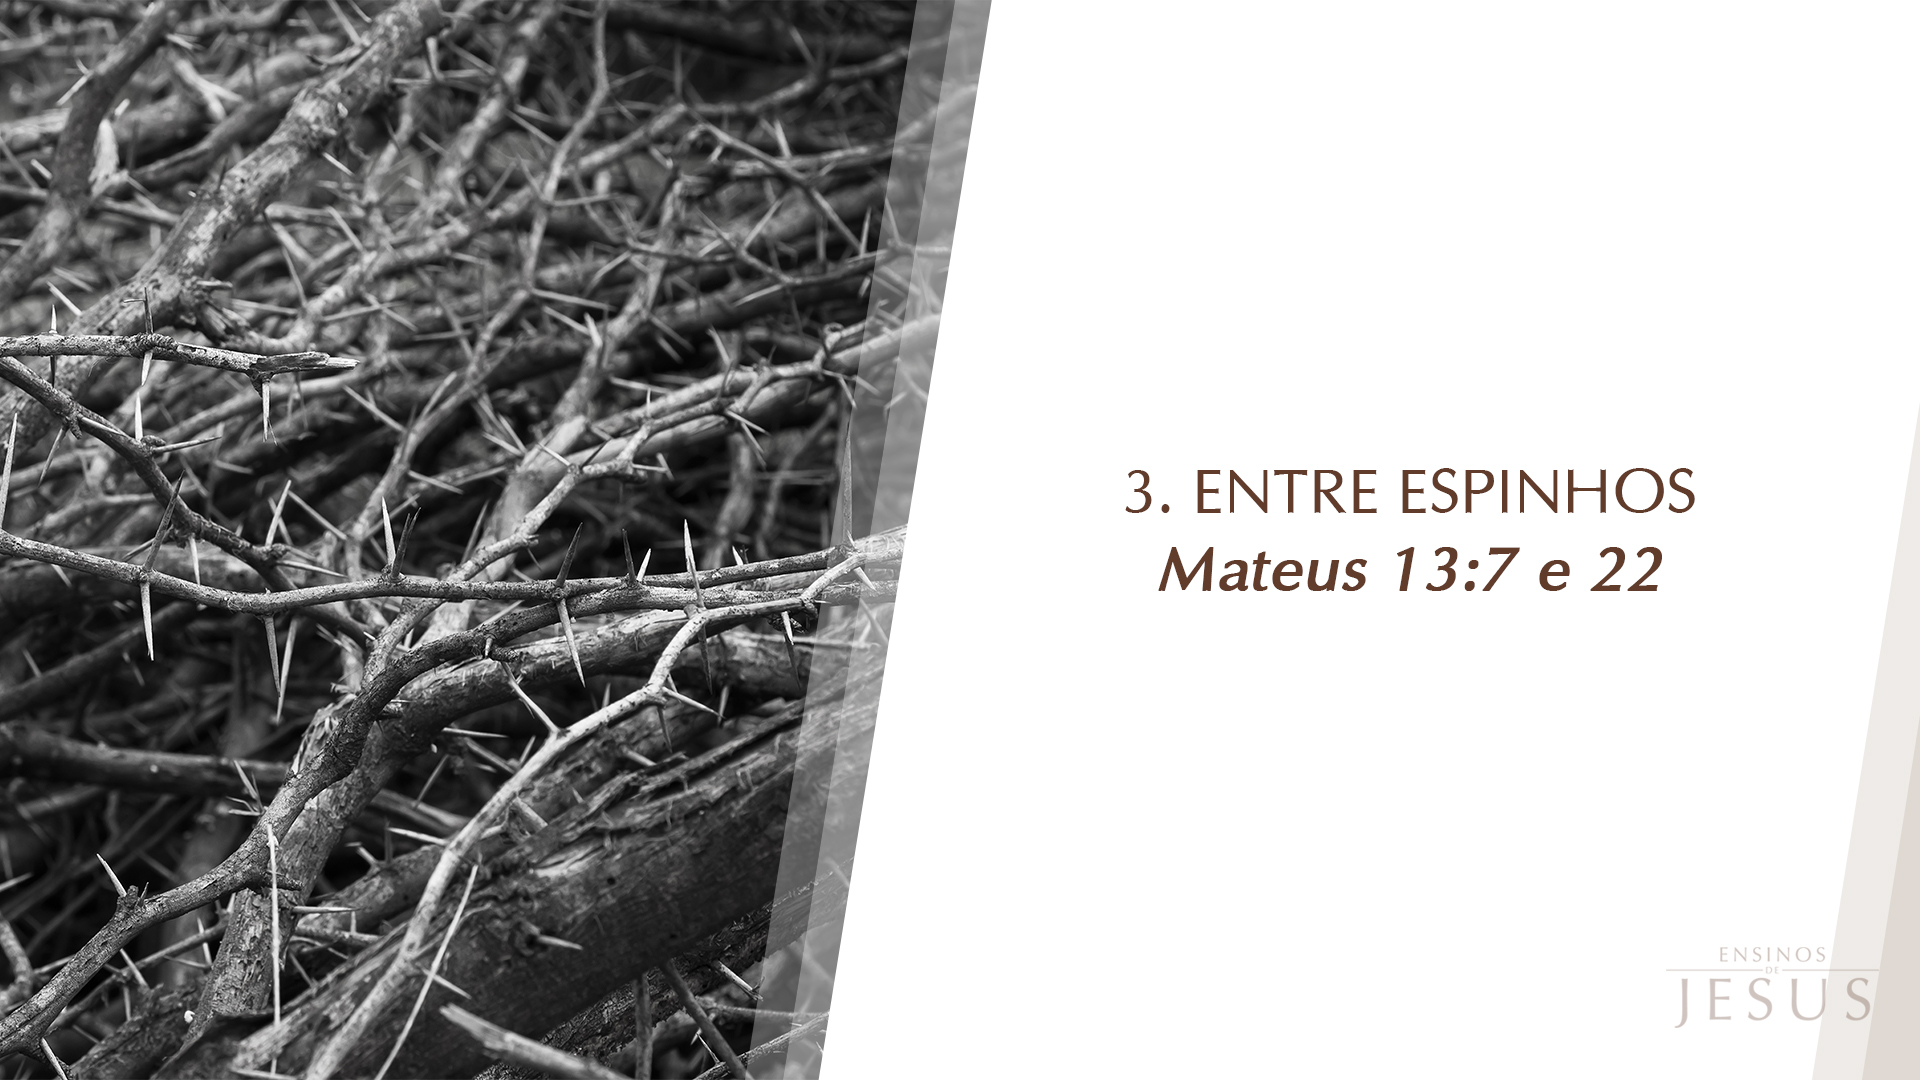 3. ENTRE ESPINHOS
Mateus 13:7 e 22
ENSINOS
DE
JESUS